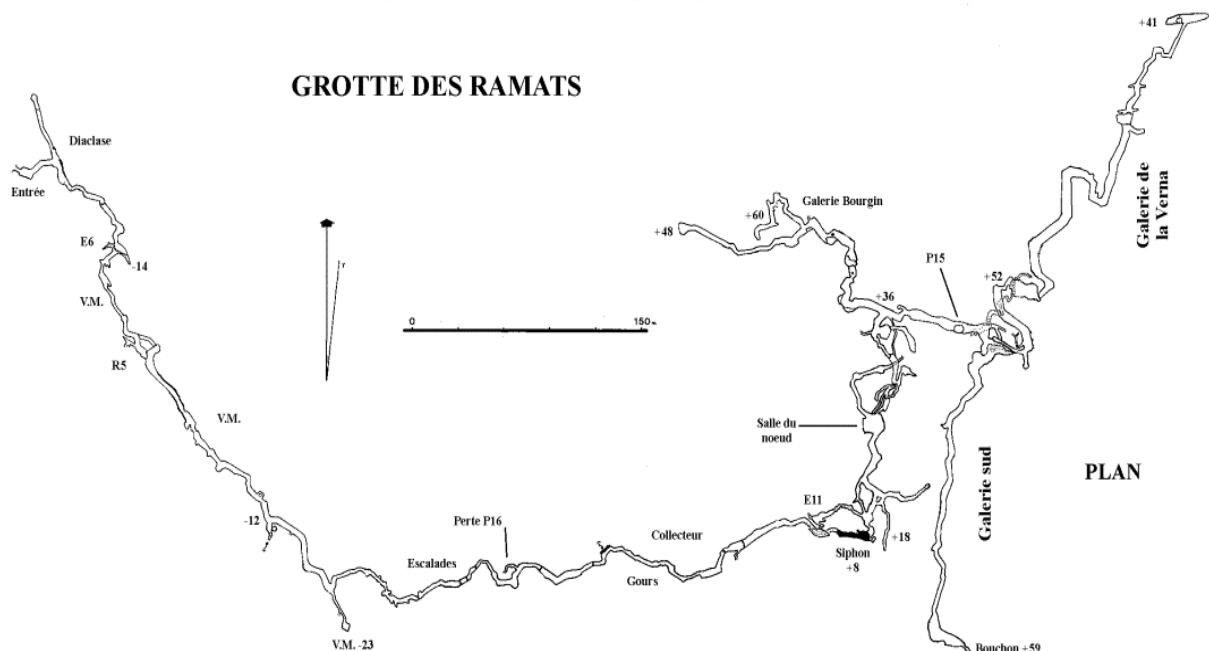 +41
GROTTE DES RAMATS
Diaclase
Entrée
Galerie de
la Verna
Galerie Bourgin
+60
+48
E6
-14
P15
+52
V.M.
+36
0
150 m
R5
V.M.
Salle du
noeud
Galerie sud
PLAN
E11
-12
Perte P16
Collecteur
+18
Siphon
+8
Escalades
Gours
V.M. -23
Bouchon +59